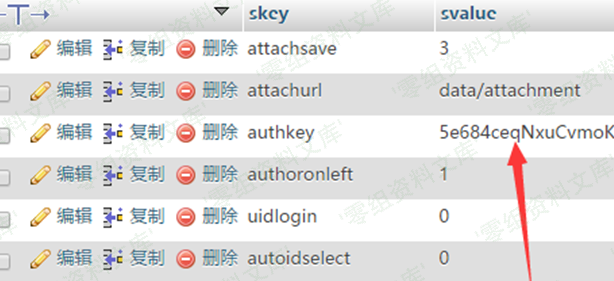 skey svalue
编辑 复制 删除 attachsave 3
编辑 复制 删除 attachurl data/attachment
编辑 复制 删除 authkey 5e684ceqNxuCvmoK
编辑 复制 删除 authoronleft 1
编辑 复制 删除 uidlogin 0
编辑 复制 删除 autoidselect 0
'零组资料文库'